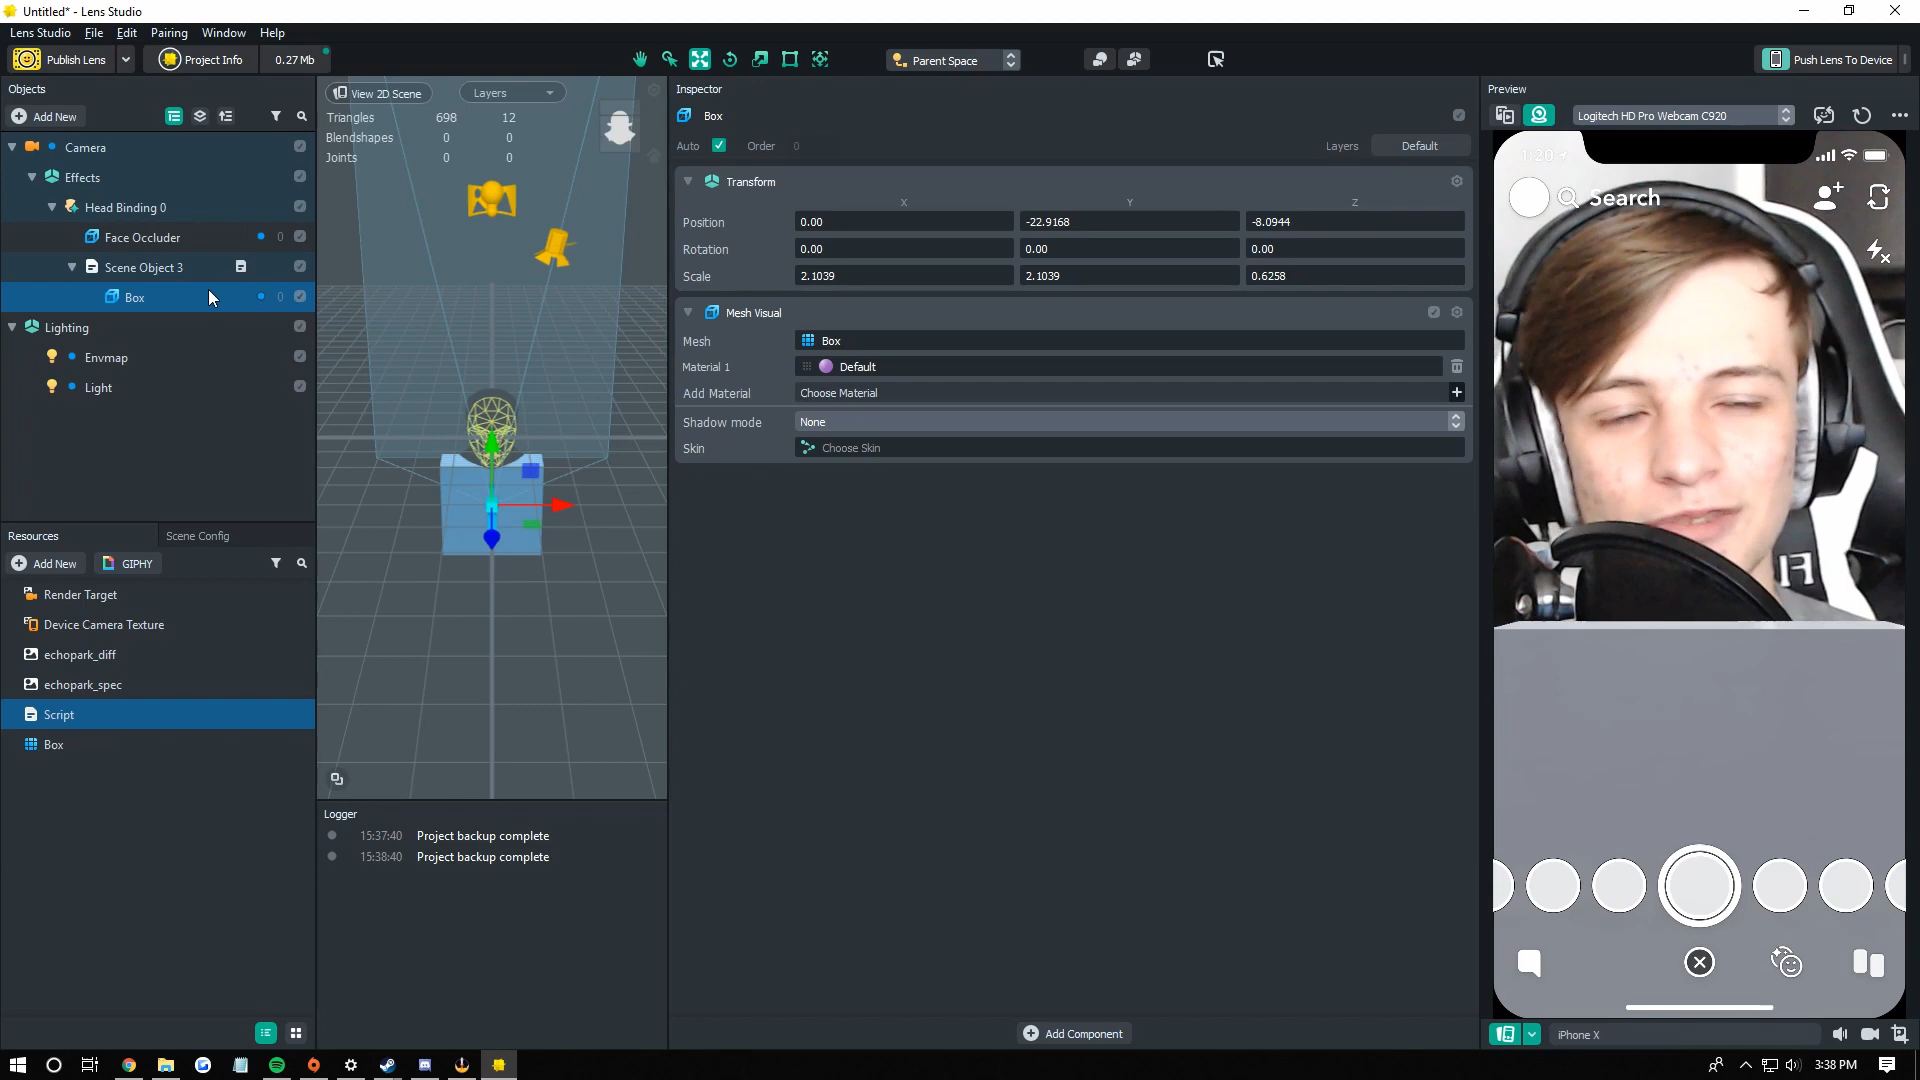 Untitled* - Lens Studio
Lens Studio File Edit Pairing Window Help
Publish Lens Project Info 0.27 Mb Parent Space Push Lens To Device
Objects
Add New
Camera
Effects
Head Binding 0
Face Occluder 0
Scene Object 3
Box 0
Lighting
Envmap
Light
Resources Scene Config
Add New GIPHY
Render Target
Device Camera Texture
echopark_diff
echopark_spec
Script
Box
View 2D Scene Layers
Triangles 698 12
Blendshapes 0 0
Joints 0 0
Logger
15:37:40 Project backup complete
15:38:40 Project backup complete
Inspector
Box
Auto Order 0 Layers Default
Transform
X Y Z
Position 0.00 -22.9168 -8.0944
Rotation 0.00 0.00 0.00
Scale 2.1039 2.1039 0.6258
Mesh Visual
Mesh Box
Material 1 Default
Add Material Choose Material
Shadow mode None
Skin Choose Skin
Add Component
Preview
Logitech HD Pro Webcam C920
1:20
Search
iPhone X
3:38 PM